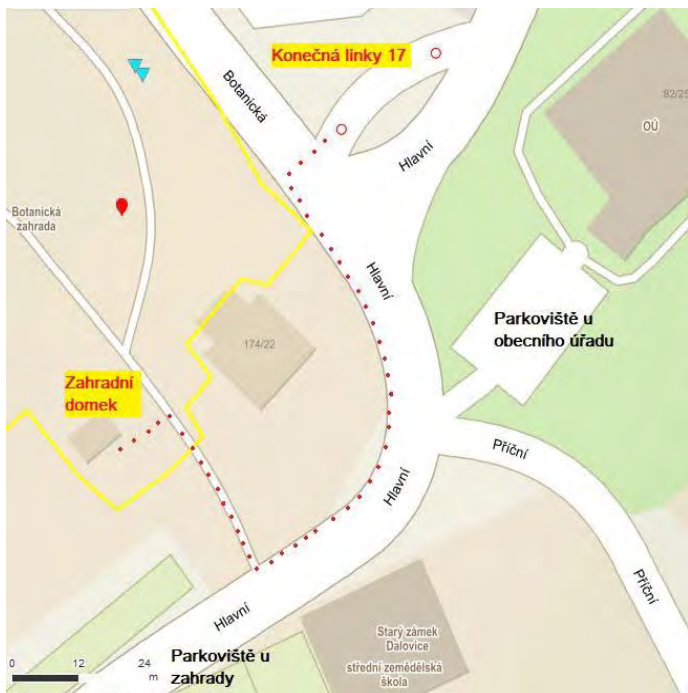 Konečná linky 17
Botanická
82/25
OÚ
Hlavní
Botanická
zahrada
Hlavní
Parkoviště u
obecního úřadu
174/22
Zahradní
domek
Příční
Hlavní
Příční
Hlavní
Starý zámek
Dalovice
střední zemědělská
škola
Parkoviště u
zahrady
0 12 24
m